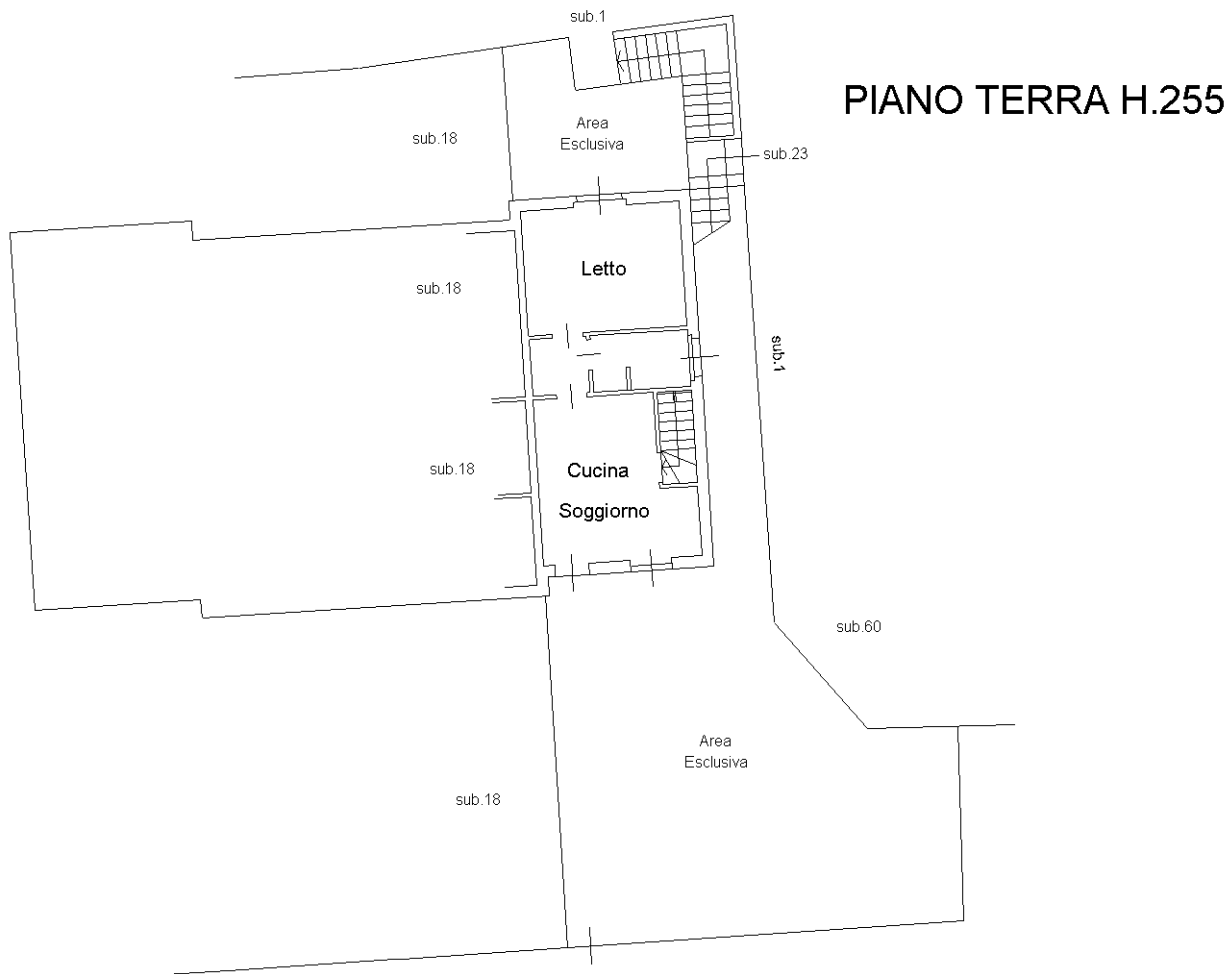 sub.1
PIANO TERRA H.255
Area
Esclusiva
sub.18
sub.23
Letto
sub.18
sub.1
sub.18
Cucina
Soggiorno
sub.60
Area
Esclusiva
sub.18